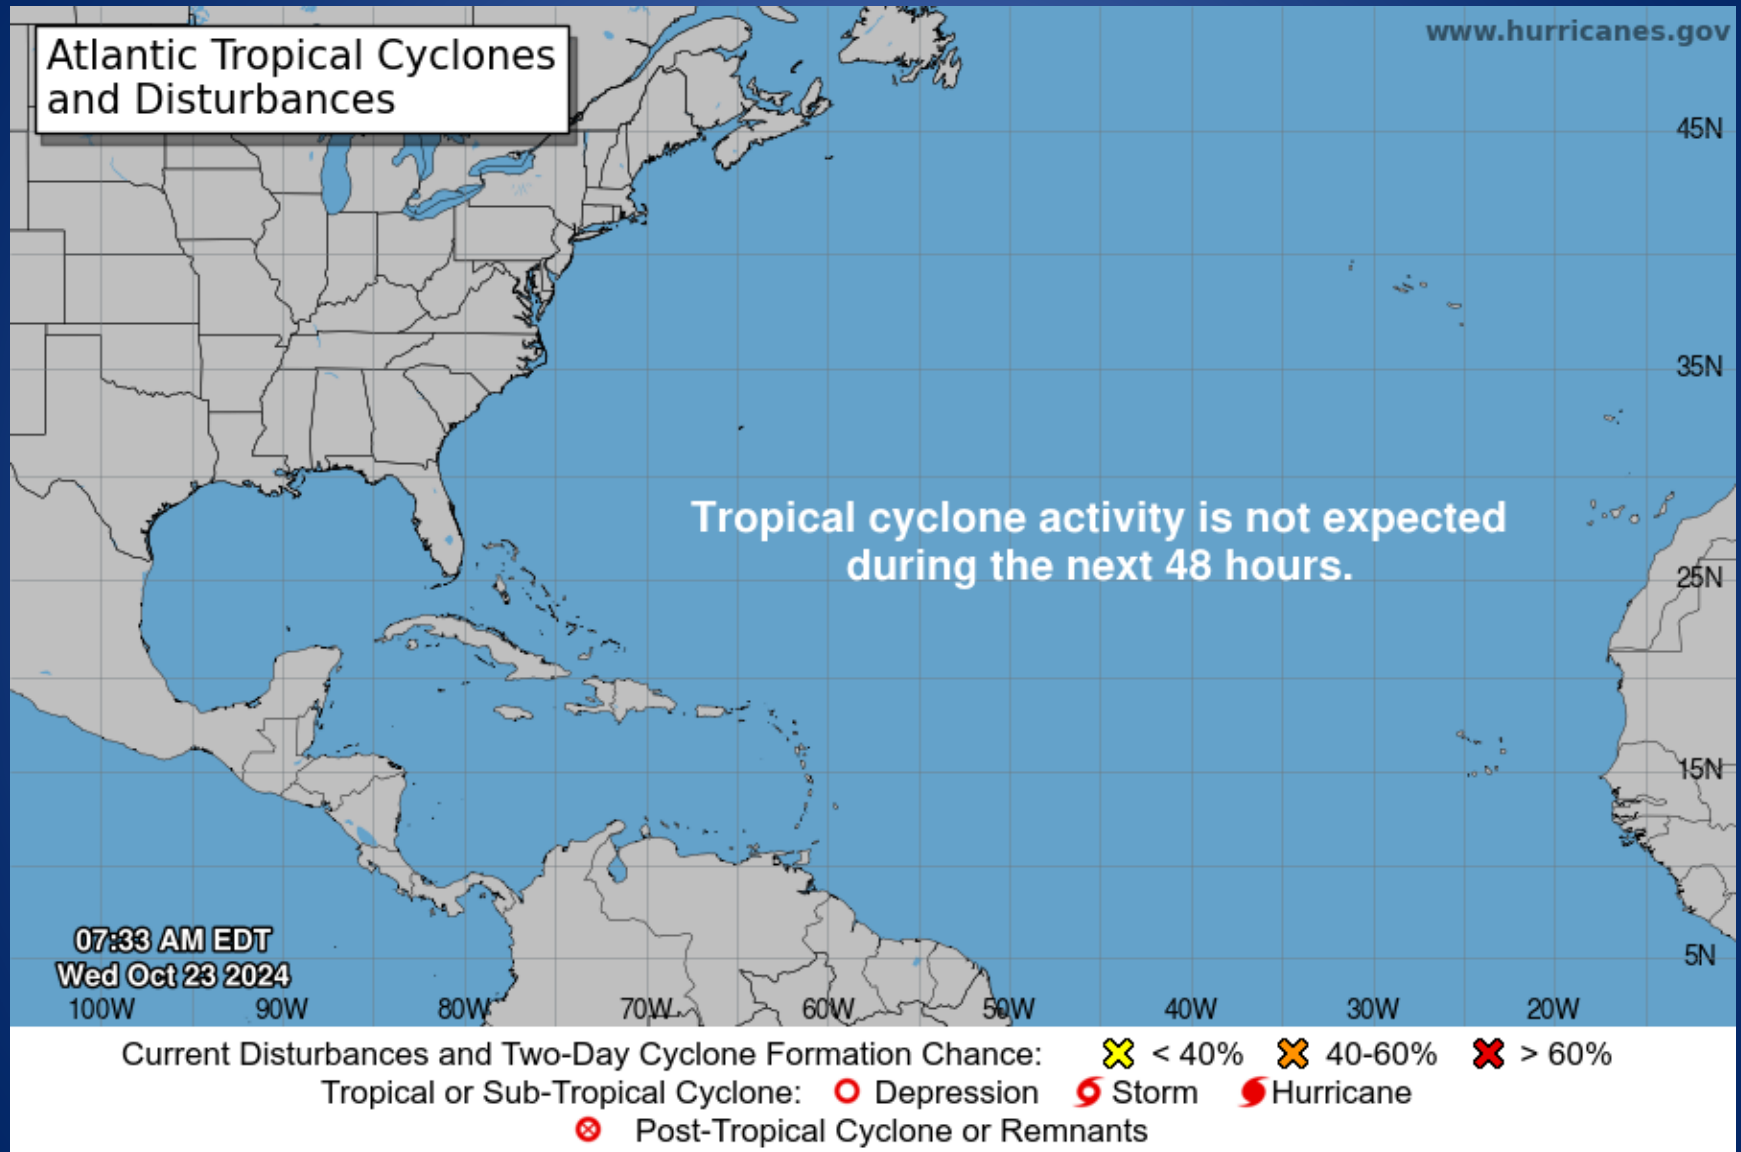 www.hurricanes.gov
Atlantic Tropical Cyclones
and Disturbances
45N
35N
Tropical cyclone activity is not expected
during the next 48 hours.
25N
15N
07:33 AM EDT
Wed Oct 23 2024
5N
100W 90W 80W 70W 60W 50W 40W 30W 20W
Current Disturbances and Two-Day Cyclone Formation Chance: < 40% 40-60% > 60%
Tropical or Sub-Tropical Cyclone: Depression Storm Hurricane
Post-Tropical Cyclone or Remnants